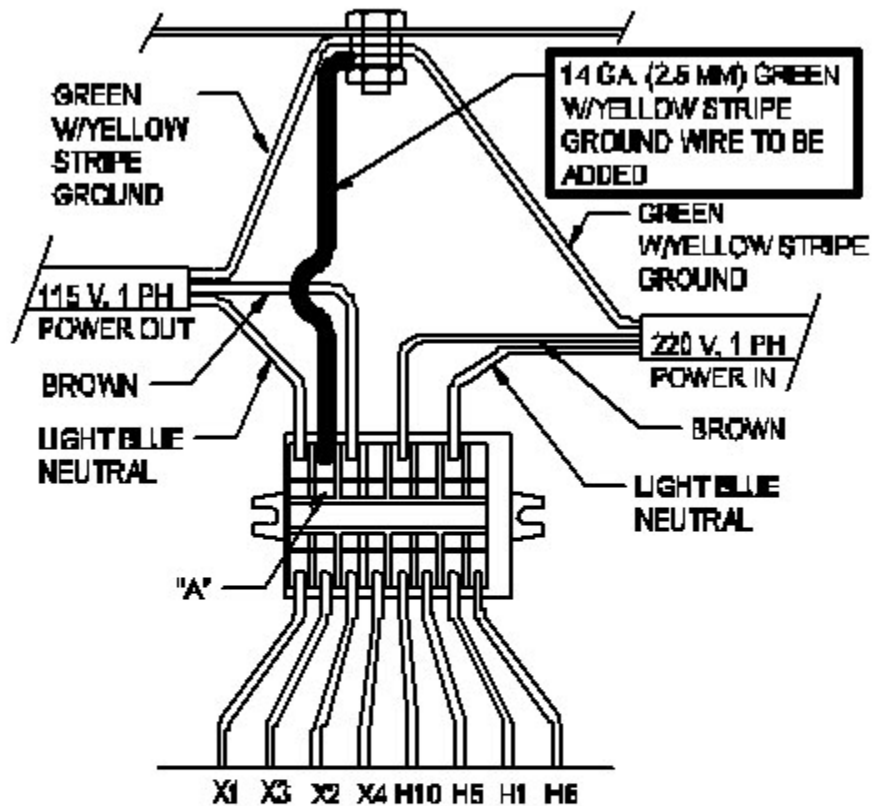 14 GA. (2.5 MM) GREEN
W/YELLOW STRIPE
GROUND WIRE TO BE
ADDED
GREEN
W/YELLOW
STRIPE
GROUND
GREEN
W/YELLOW STRIPE
GROUND
115 V, 1 PH
POWER OUT
220 V, 1 PH
POWER IN
BROWN
BROWN
LIGHT BLUE
NEUTRAL
LIGHT BLUE
NEUTRAL
"A"
X1 X3 X2 X4 H10 H5 H1 H6